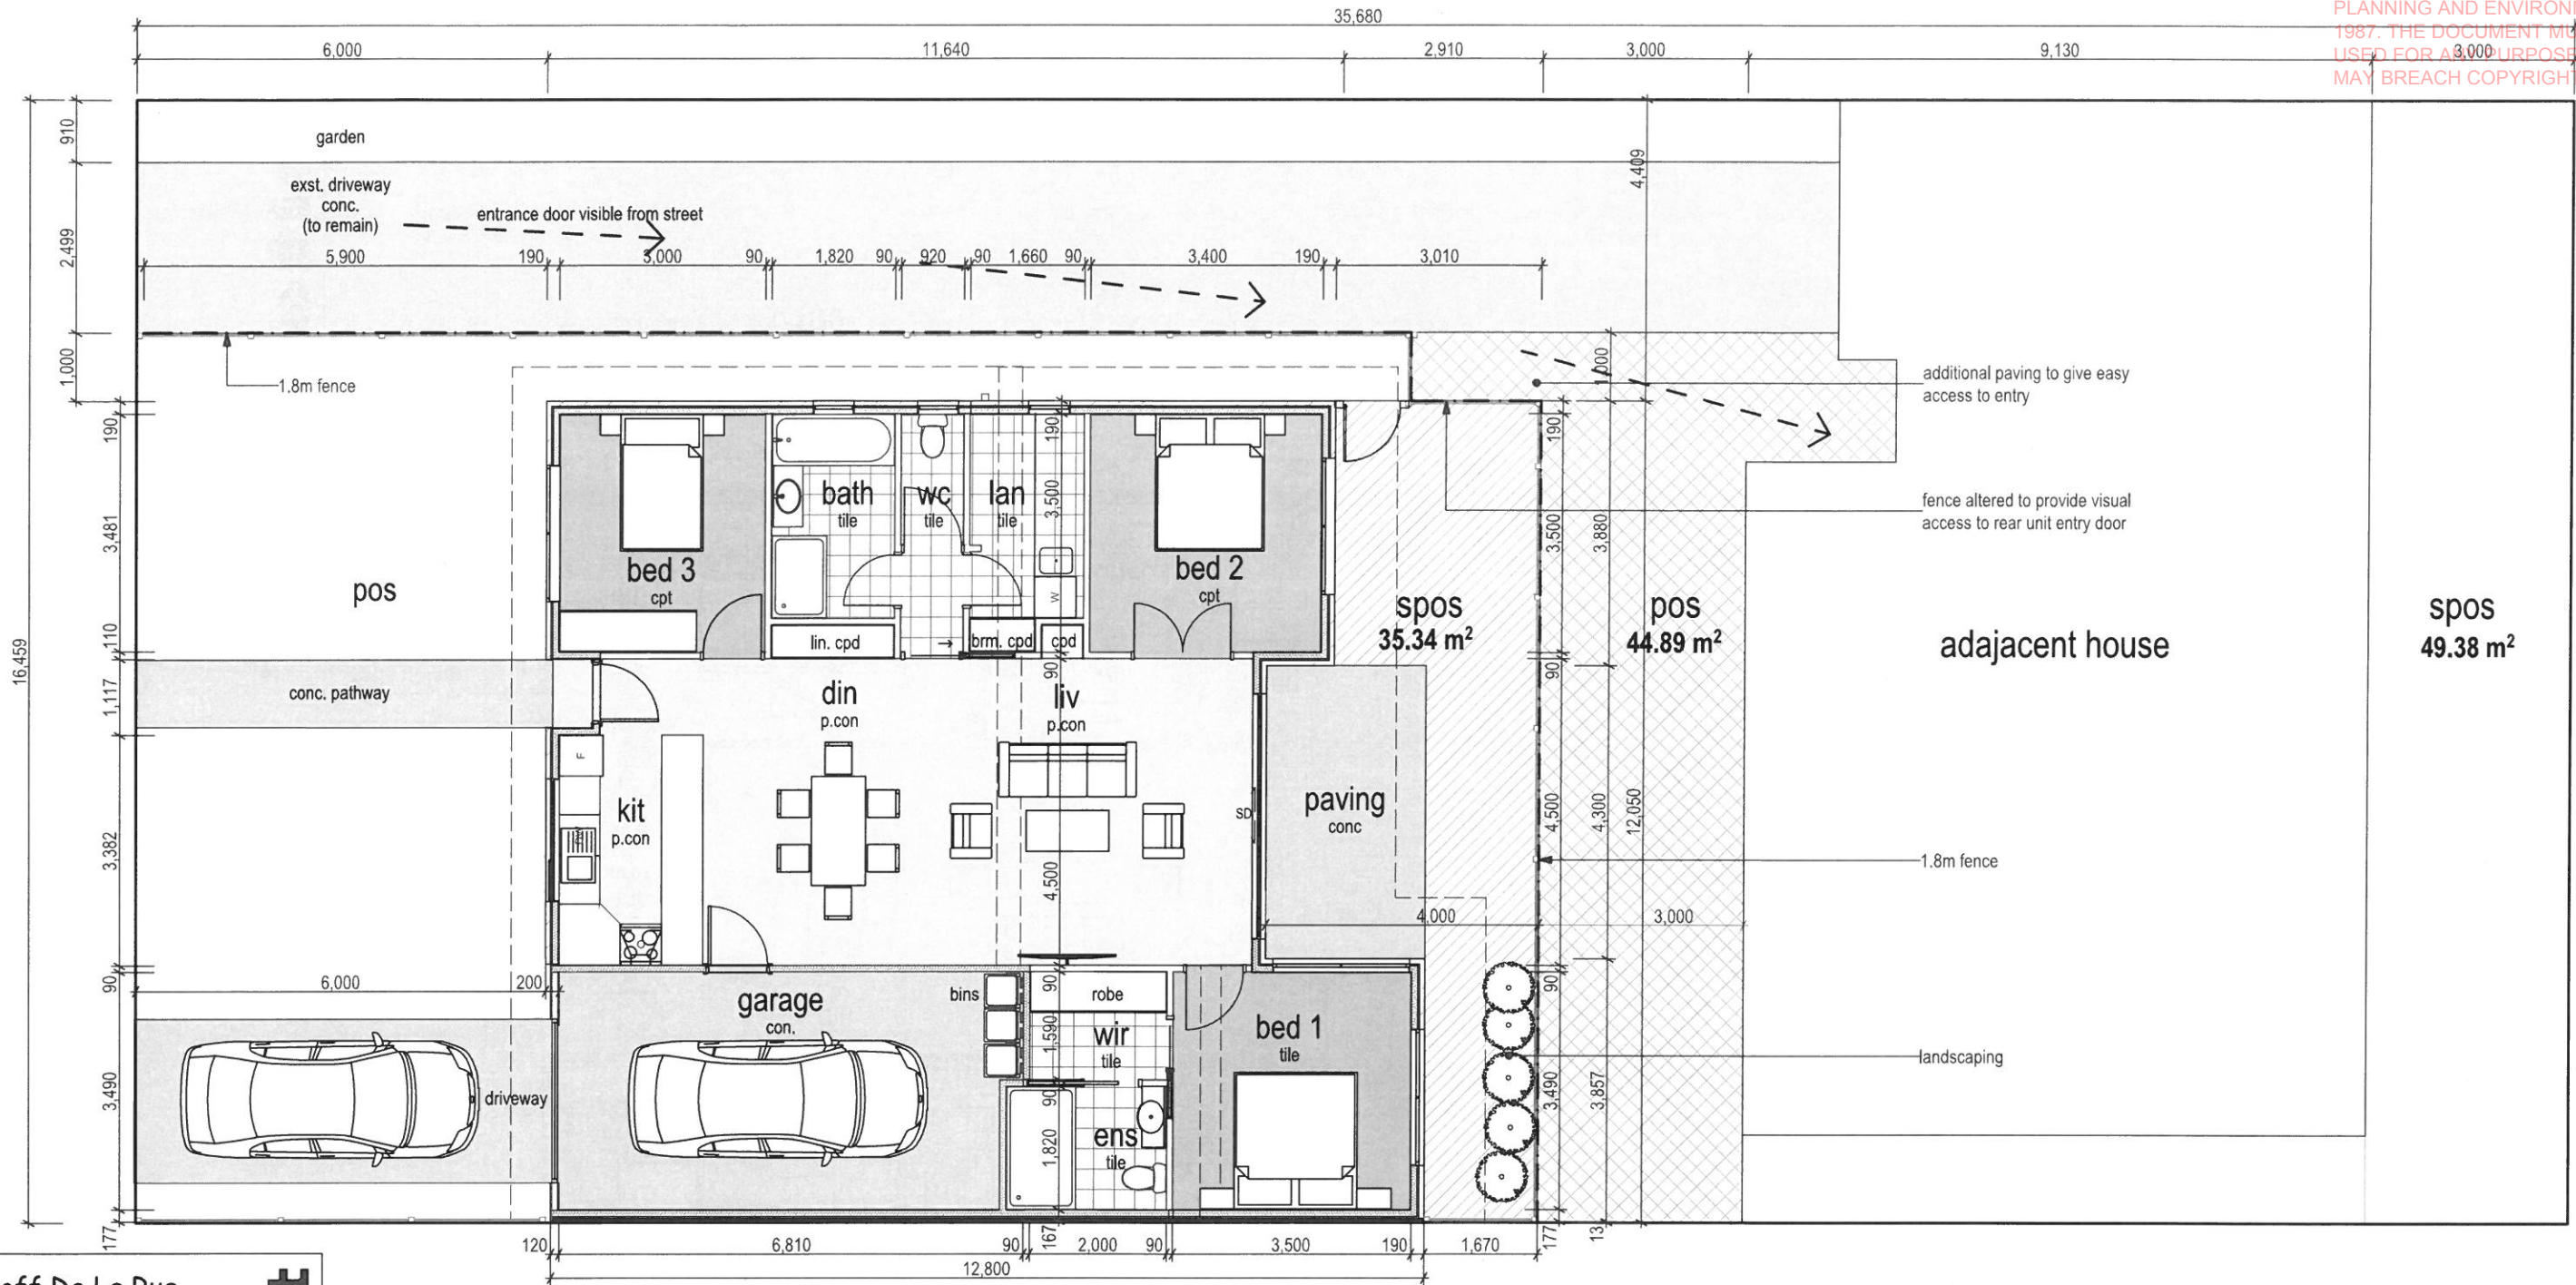 PLANNING AND ENVIRON
1987. THE DOCUMENT MU
USED FOR ANY PURPOSE
MAY BREACH COPYRIGH
35,680
6,000
11,640
2,910
3,000
9,130
3,000
910
garden
4,409
2,499
exst. driveway
conc.
(to remain)
entrance door visible from street
5,900
190
3,000
90
1,820
90
920
90
1,660
90
3,400
190
3,010
1,000
1.8m fence
1,000
additional paving to give easy
access to entry
190
190
190
bath
tile
wc
tile
lan
tile
3,500
fence altered to provide visual
access to rear unit entry door
3,481
3,500
3,880
bed 3
cpt
bed 2
cpt
W
pos
spos
35.34 m²
pos
44.89 m²
adajacent house
spos
49.38 m²
16,459
110
lin. cpd
brm. cpd
cpd
90
90
1,117
conc. pathway
din
p.con
liv
p.con
F
kit
p.con
paving
conc
SD
3,382
4,500
4,500
4,300
12,050
1.8m fence
4,000
3,000
90
6,000
200
garage
con.
bins
90
robe
90
1,590
wir
tile
bed 1
tile
landscaping
3,490
driveway
90
1,820
ens
tile
3,490
3,857
177
120
6,810
90
167
2,000
90
3,500
190
1,670
177
13
12,800